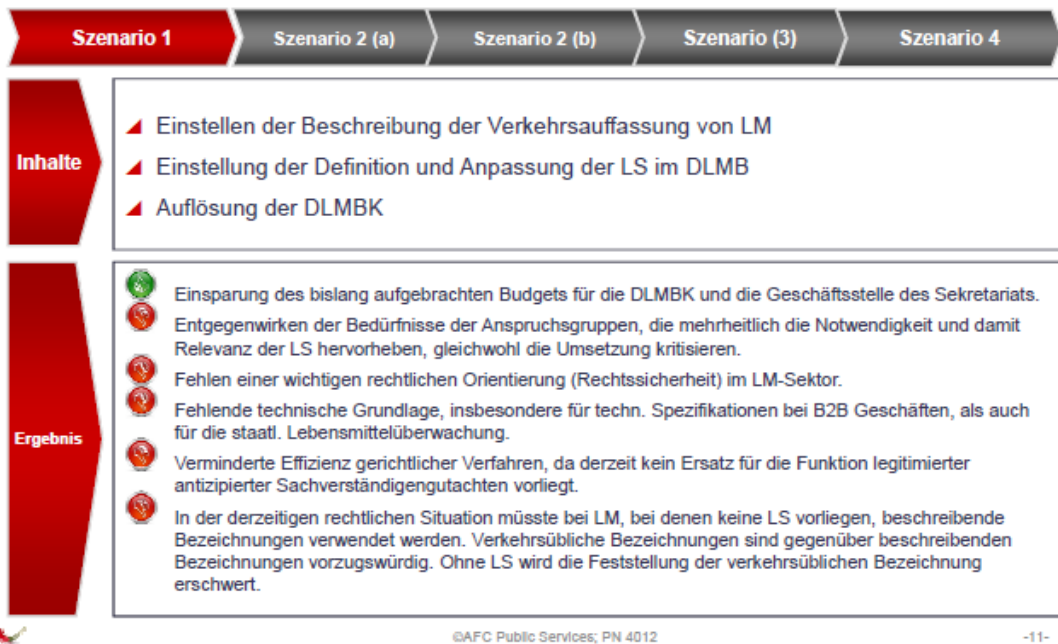 Szenario 1
Szenario 2 (a)
Szenario 2 (b)
Szenario (3)
Szenario 4
Inhalte
Einstellen der Beschreibung der Verkehrsauffassung von LM
Einstellung der Definition und Anpassung der LS im DLMB
Auflösung der DLMBK
Ergebnis
Einsparung des bislang aufgebrachten Budgets für die DLMBK und die Geschäftsstelle des Sekretariats.
Entgegenwirken der Bedürfnisse der Anspruchsgruppen, die mehrheitlich die Notwendigkeit und damit
Relevanz der LS hervorheben, gleichwohl die Umsetzung kritisieren.
Fehlen einer wichtigen rechtlichen Orientierung (Rechtssicherheit) im LM-Sektor.
Fehlende technische Grundlage, insbesondere für techn. Spezifikationen bei B2B Geschäften, als auch
für die staatl. Lebensmittelüberwachung.
Verminderte Effizienz gerichtlicher Verfahren, da derzeit kein Ersatz für die Funktion legitimierter
antizipierter Sachverständigengutachten vorliegt.
In der derzeitigen rechtlichen Situation müsste bei LM, bei denen keine LS vorliegen, beschreibende
Bezeichnungen verwendet werden. Verkehrsübliche Bezeichnungen sind gegenüber beschreibenden
Bezeichnungen vorzugswürdig. Ohne LS wird die Feststellung der verkehrsüblichen Bezeichnung
erschwert.
©AFC Public Services; PN 4012
-11-